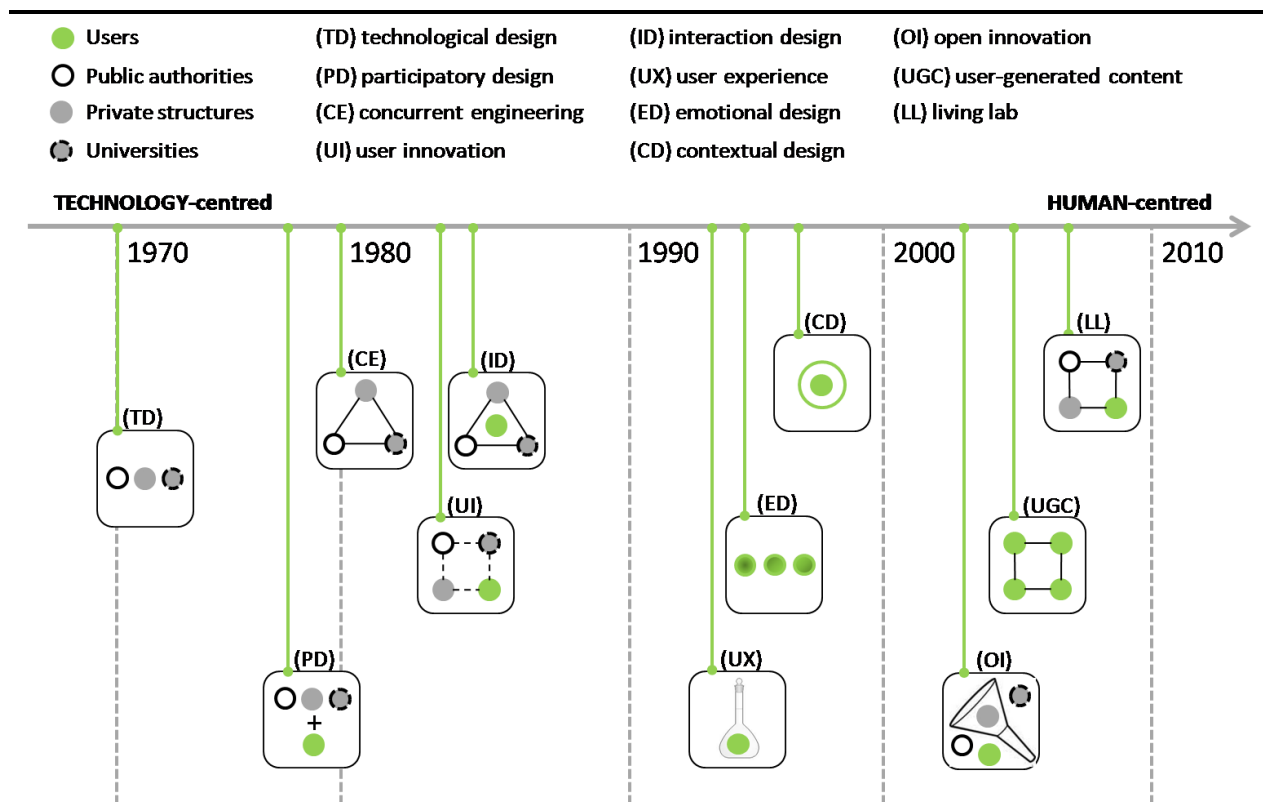 Users (TD) technological design (ID) interaction design (OI) open innovation
Public authorities (PD) participatory design (UX) user experience (UGC) user-generated content
Private structures (CE) concurrent engineering (ED) emotional design (LL) living lab
Universities (UI) user innovation (CD) contextual design
TECHNOLOGY-centred HUMAN-centred
1970 1980 1990 2000 2010
(CD) (LL)
(CE) (ID)
(TD)
(UI) (ED) (UGC)
(PD) (UX) (OI)
+